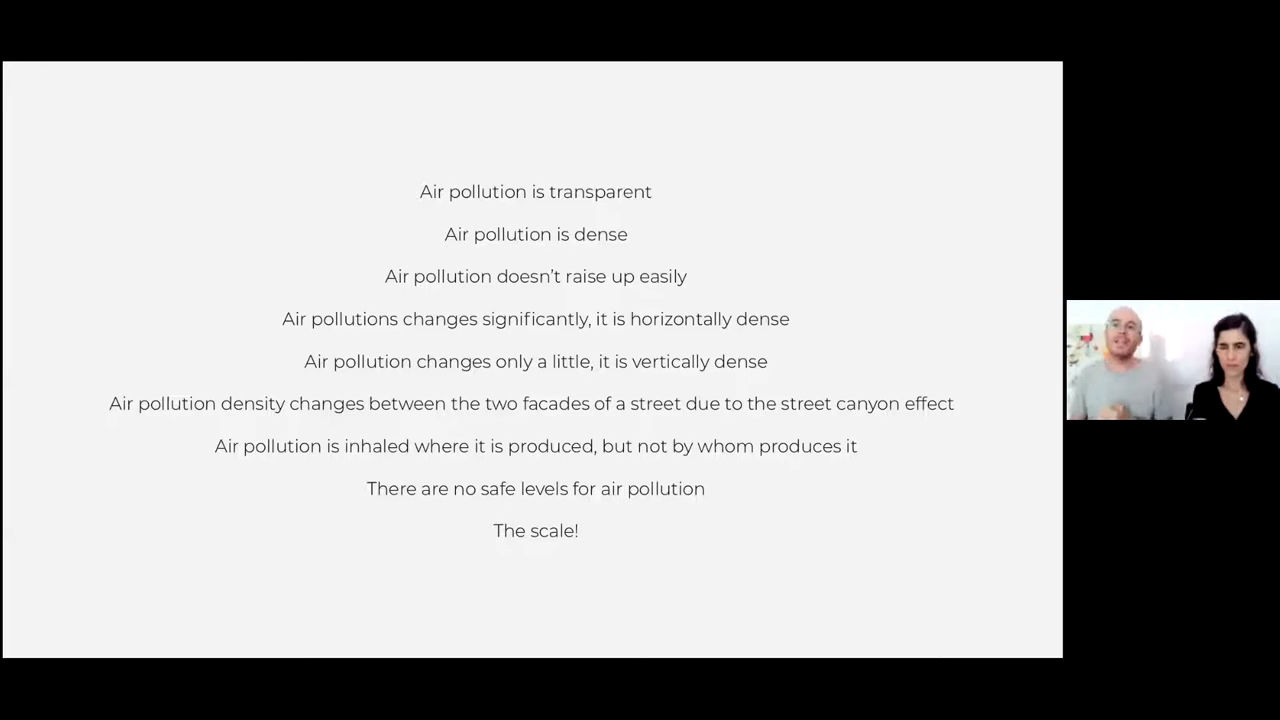 Air pollution is transparent
Air pollution is dense
Air pollution doesn’t raise up easily
Air pollutions changes significantly, it is horizontally dense
Air pollution changes only a little, it is vertically dense
Air pollution density changes between the two facades of a street due to the street canyon effect
Air pollution is inhaled where it is produced, but not by whom produces it
There are no safe levels for air pollution
The scale!